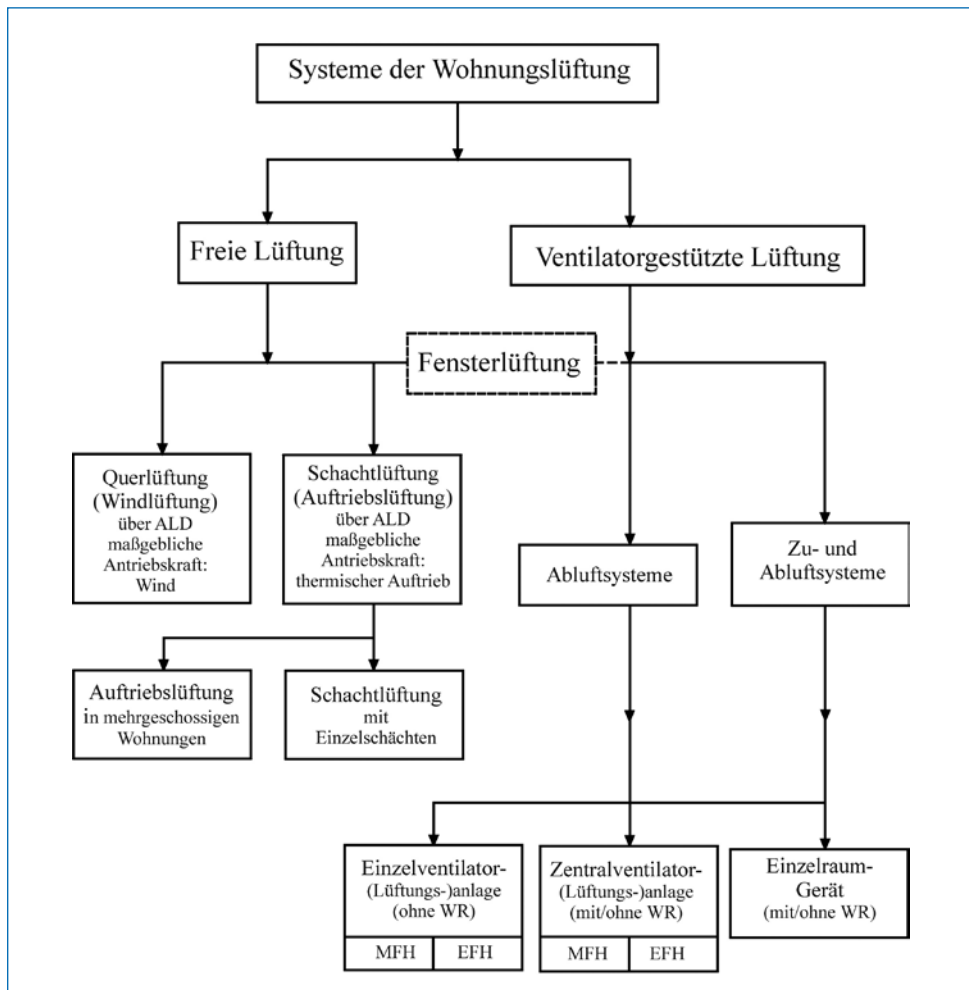 Systeme der Wohnungslüftung
Freie Lüftung
Ventilatorgestützte Lüftung
Fensterlüftung
Querlüftung
(Windlüftung)
über ALD
maßgebliche
Antriebskraft:
Wind
Schachtlüftung
(Auftriebslüftung)
über ALD
maßgebliche
Antriebskraft:
thermischer Auftrieb
Abluftsysteme
Zu- und
Abluftsysteme
Auftriebslüftung
in mehrgeschossigen
Wohnungen
Schachtlüftung
mit
Einzelschächten
Einzelventilator-
(Lüftungs-)anlage
(ohne WR)
MFH EFH
Zentralventilator-
(Lüftungs-)anlage
(mit/ohne WR)
MFH EFH
Einzelraum-
Gerät
(mit/ohne WR)